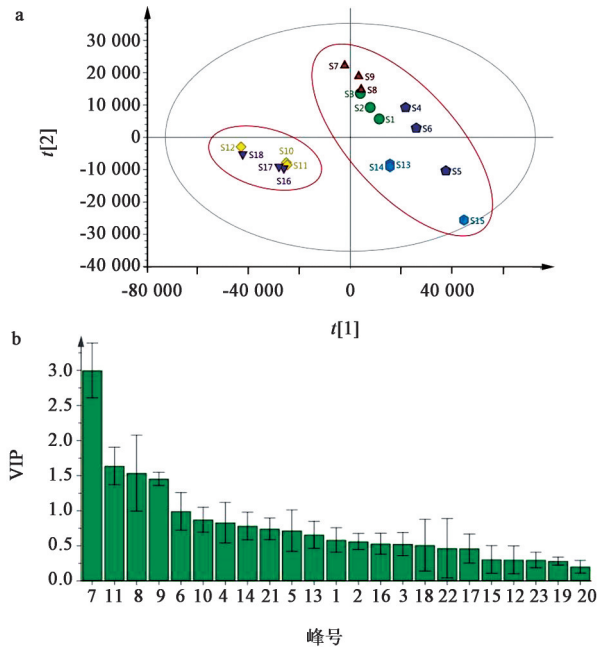 a
30 000
20 000
10 000
0
-10 000
-20 000
-30 000
-40 000
t[2]
S7
S9
S8
S3
S2
S1
S4
S6
S12
S18
S10
S17
S11
S16
S14
S13
S5
S15
-80 000 -40 000 0 40 000
t[1]
b
3.0
2.5
2.0
1.5
1.0
0.5
0.0
VIP
7 11 8 9 6 10 4 14 21 5 13 1 2 16 3 18 22 17 15 12 23 19 20
峰号